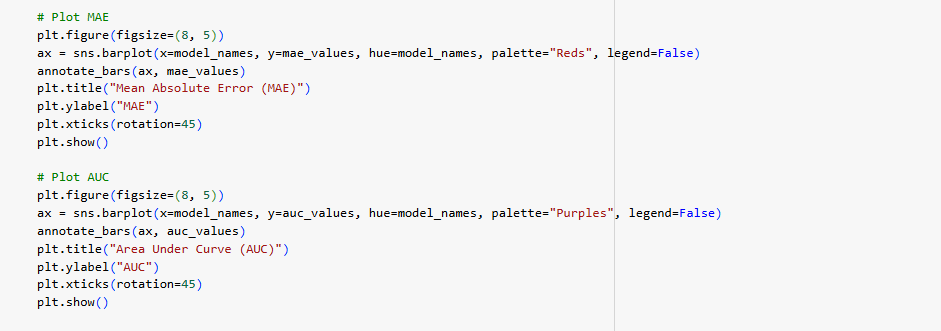 # Plot MAE
plt.figure(figsize=(8, 5))
ax = sns.barplot(x=model_names, y=mae_values, hue=model_names, palette="Reds", legend=False)
annotate_bars(ax, mae_values)
plt.title("Mean Absolute Error (MAE)")
plt.ylabel("MAE")
plt.xticks(rotation=45)
plt.show()

# Plot AUC
plt.figure(figsize=(8, 5))
ax = sns.barplot(x=model_names, y=auc_values, hue=model_names, palette="Purples", legend=False)
annotate_bars(ax, auc_values)
plt.title("Area Under Curve (AUC)")
plt.ylabel("AUC")
plt.xticks(rotation=45)
plt.show()